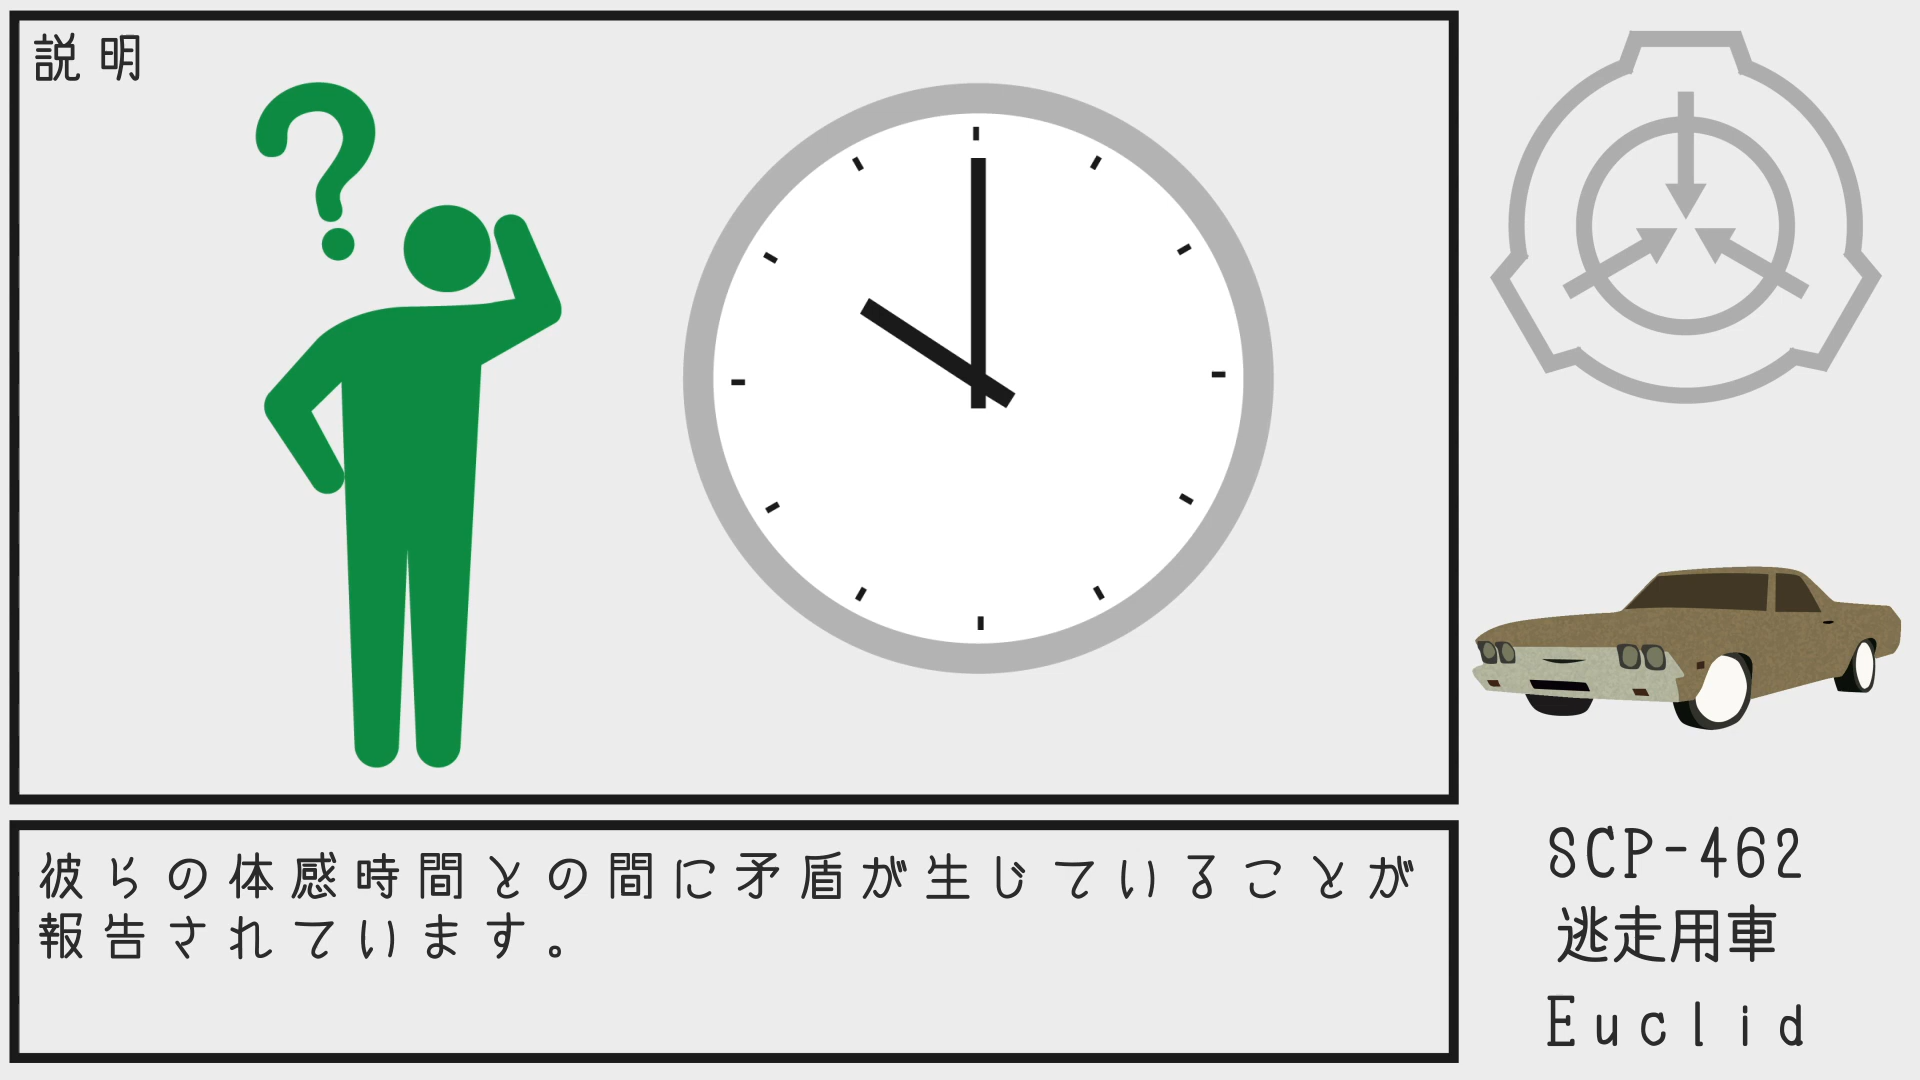 説明
彼らの体感時間との間に矛盾が生じていることが
報告されています。
SCP-462
逃走用車
Euclid